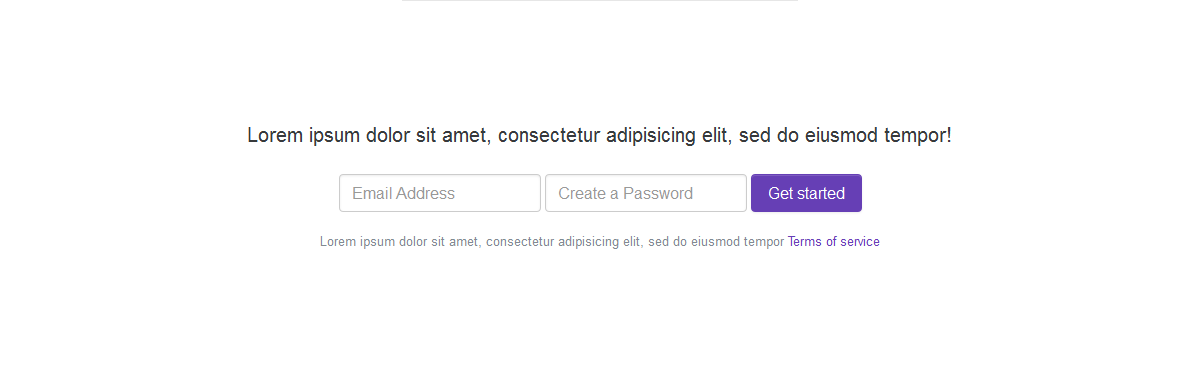 Lorem ipsum dolor sit amet, consectetur adipisicing elit, sed do eiusmod tempor!
Email Address Create a Password Get started
Lorem ipsum dolor sit amet, consectetur adipisicing elit, sed do eiusmod tempor Terms of service